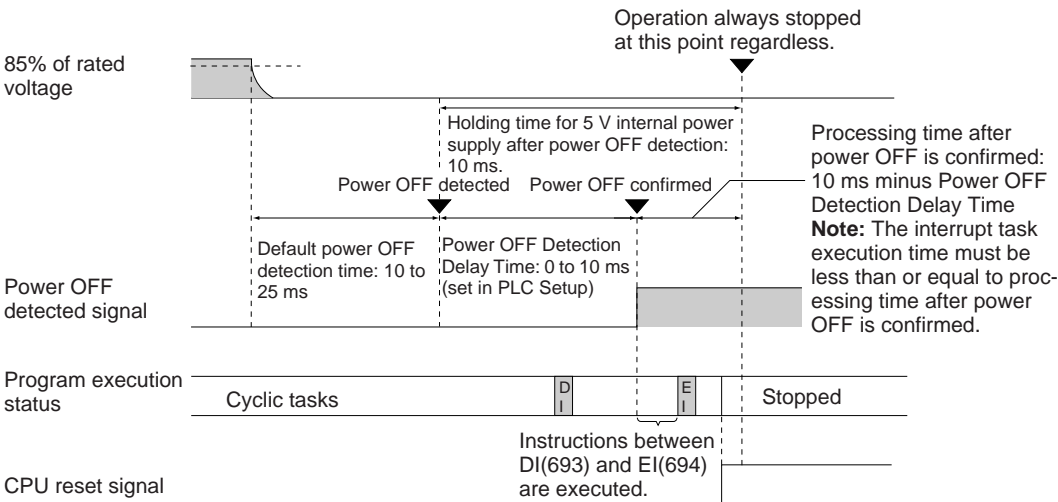 Operation always stopped
at this point regardless.
85% of rated
voltage
Holding time for 5 V internal power
supply after power OFF detection:
10 ms.
Processing time after
power OFF is confirmed:
10 ms minus Power OFF
Detection Delay Time
Note: The interrupt task
execution time must be
less than or equal to proc-
essing time after power
OFF is confirmed.
Power OFF detected
Power OFF confirmed
Default power OFF
detection time: 10 to
25 ms
Power OFF Detection
Delay Time: 0 to 10 ms
(set in PLC Setup)
Power OFF
detected signal
Program execution
status
Cyclic tasks
D
I
E
I
Stopped
Instructions between
DI(693) and EI(694)
are executed.
CPU reset signal